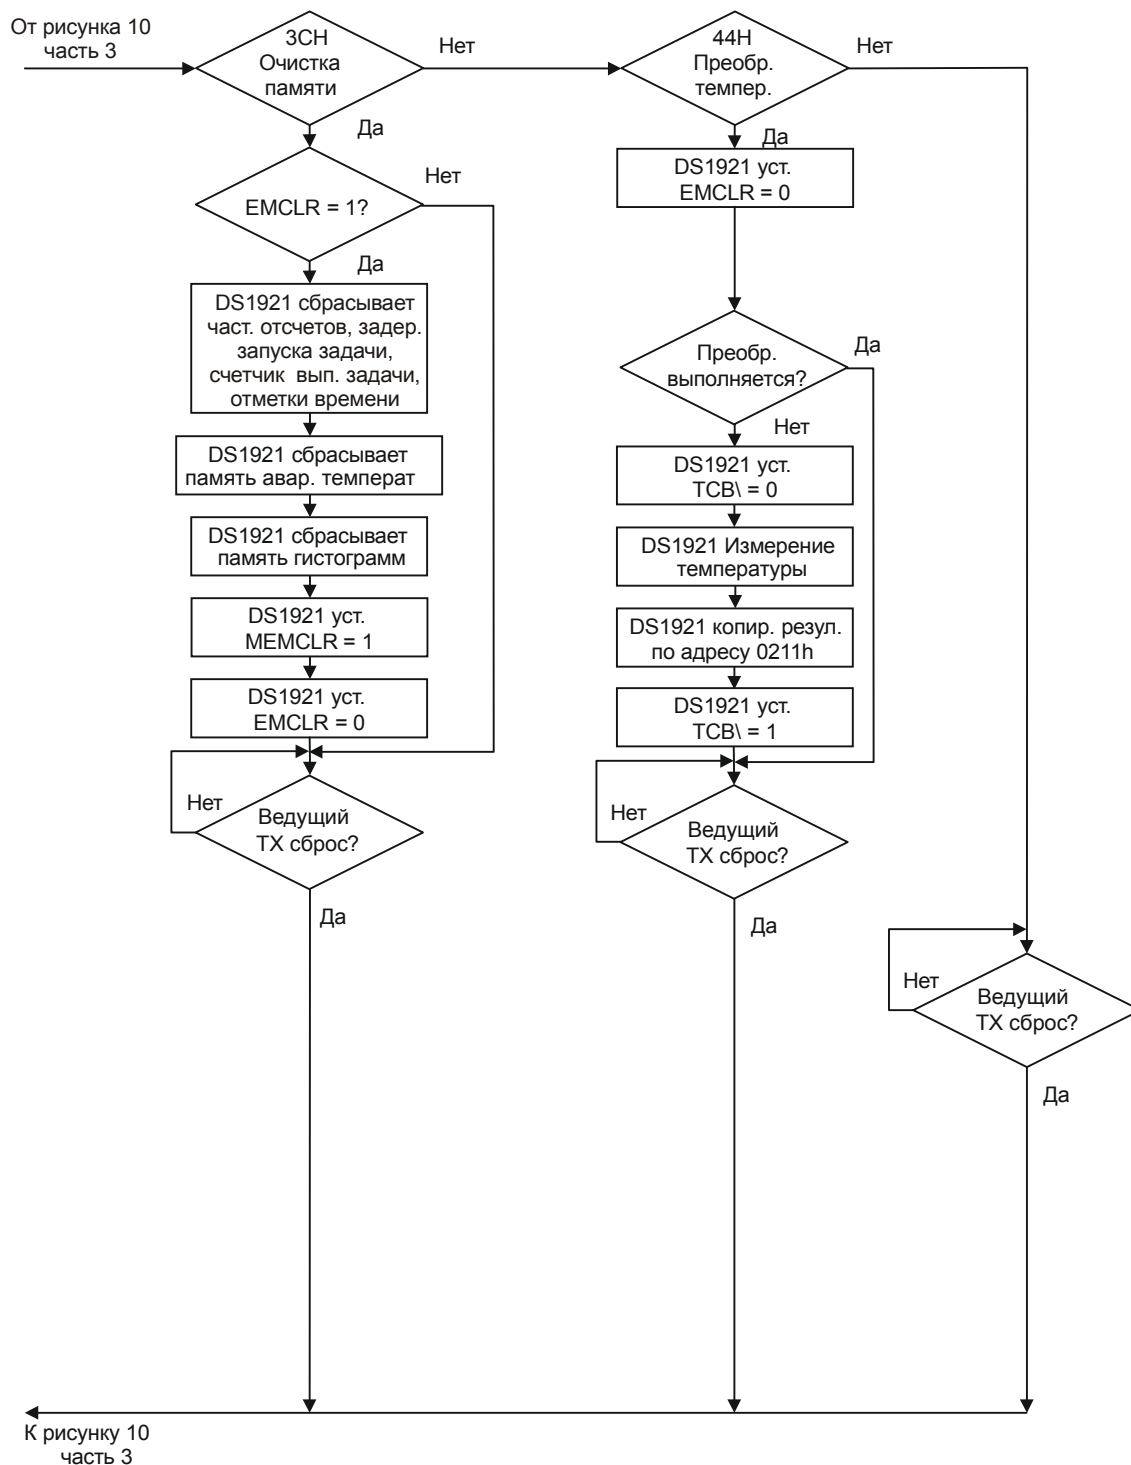 От рисунка 10
часть 3
3CH
Очистка
памяти
Нет
Да
44H
Преобр.
темпер.
Нет
Да
EMCLR = 1?
Нет
Да
DS1921 сбрасывает
част. отсчетов, задер.
запуска задачи,
счетчик вып. задачи,
отметки времени
DS1921 сбрасывает
память авар. температ
DS1921 сбрасывает
память гистограмм
DS1921 уст.
MEMCLR = 1
DS1921 уст.
EMCLR = 0
Нет
Ведущий
TX сброс?
Да
DS1921 уст.
EMCLR = 0
Преобр.
выполняется?
Да
Нет
DS1921 уст.
TCB\ = 0
DS1921 Измерение
температуры
DS1921 копир. резул.
по адресу 0211h
DS1921 уст.
TCB\ = 1
Нет
Ведущий
TX сброс?
Да
Нет
Ведущий
TX сброс?
Да
К рисунку 10
часть 3